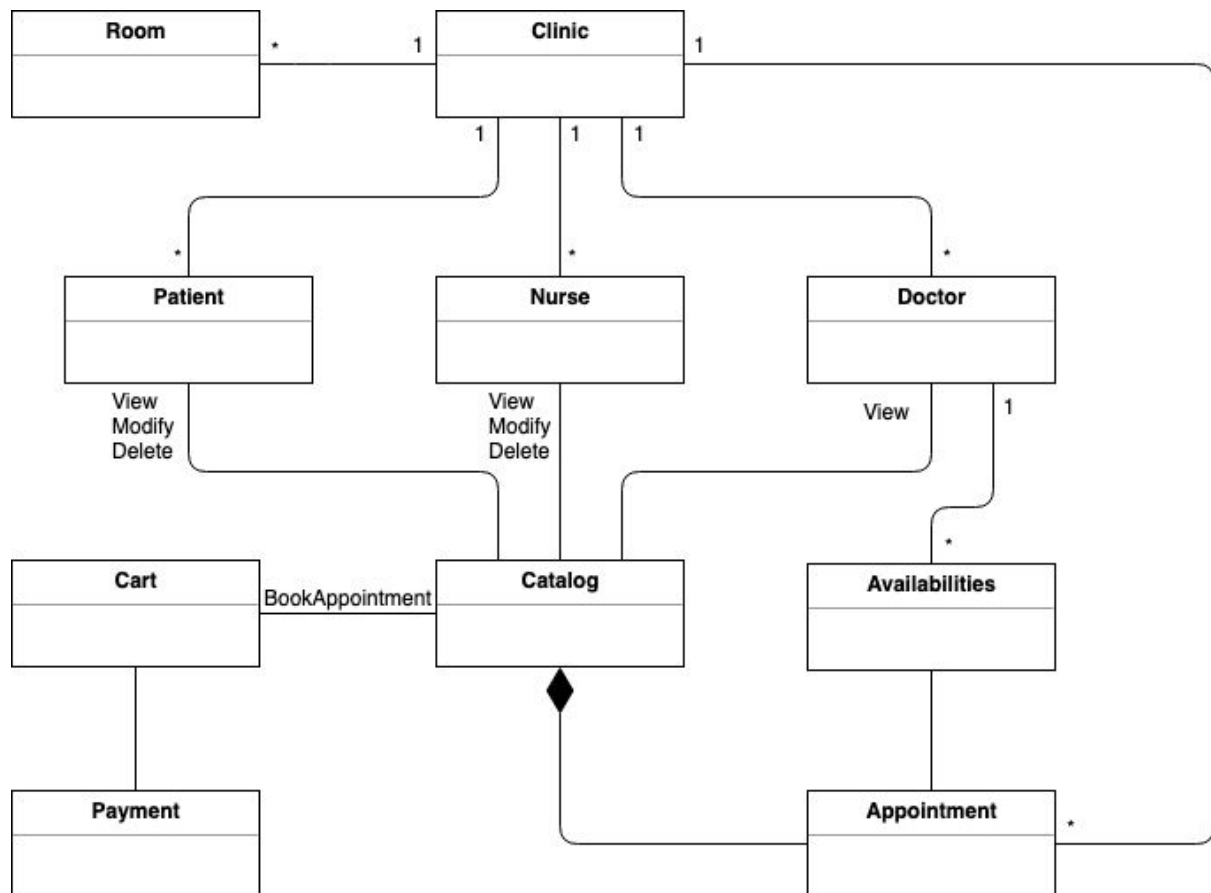 Room
Clinic
*
1
1
1
1
1
*
*
*
Patient
Nurse
Doctor
View
Modify
Delete
View
Modify
Delete
View
1
*
Cart
BookAppointment
Catalog
Availabilities
Payment
Appointment
*